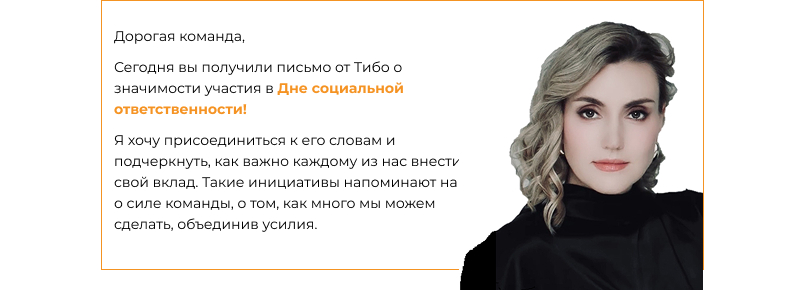 Дорогая команда,
Сегодня вы получили письмо от Тибо о
значимости участия в Дне социальной
ответственности!
Я хочу присоединиться к его словам и
подчеркнуть, как важно каждому из нас внести
свой вклад. Такие инициативы напоминают на
о силе команды, о том, как много мы можем
сделать, объединив усилия.